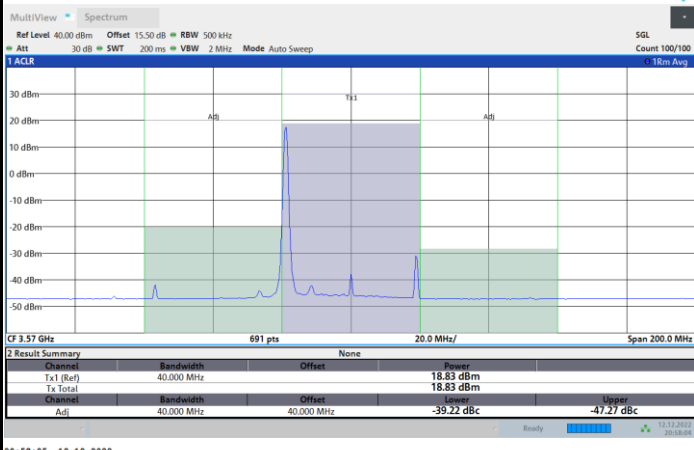 MultiView Spectrum
Ref Level 40.00 dBm Offset 15.50 dB RBW 500 kHz SGL
Att 30 dB SWT 200 ms VBW 2 MHz Mode Auto Sweep Count 100/100
1 ACLR 1Rm Avg
30 dBm
Tx1
20 dBm
Adj Adj
10 dBm
0 dBm
-10 dBm
-20 dBm
-30 dBm
-40 dBm
-50 dBm
CF 3.57 GHz 691 pts 20.0 MHz/ Span 200.0 MHz
2 Result Summary None
Channel Bandwidth Offset Power
Tx1 (Ref) 40.000 MHz 18.83 dBm
Tx Total 18.83 dBm
Channel Bandwidth Offset Lower Upper
Adj 40.000 MHz 40.000 MHz -39.22 dBc -47.27 dBc
Ready 12.12.2022
20:58:04